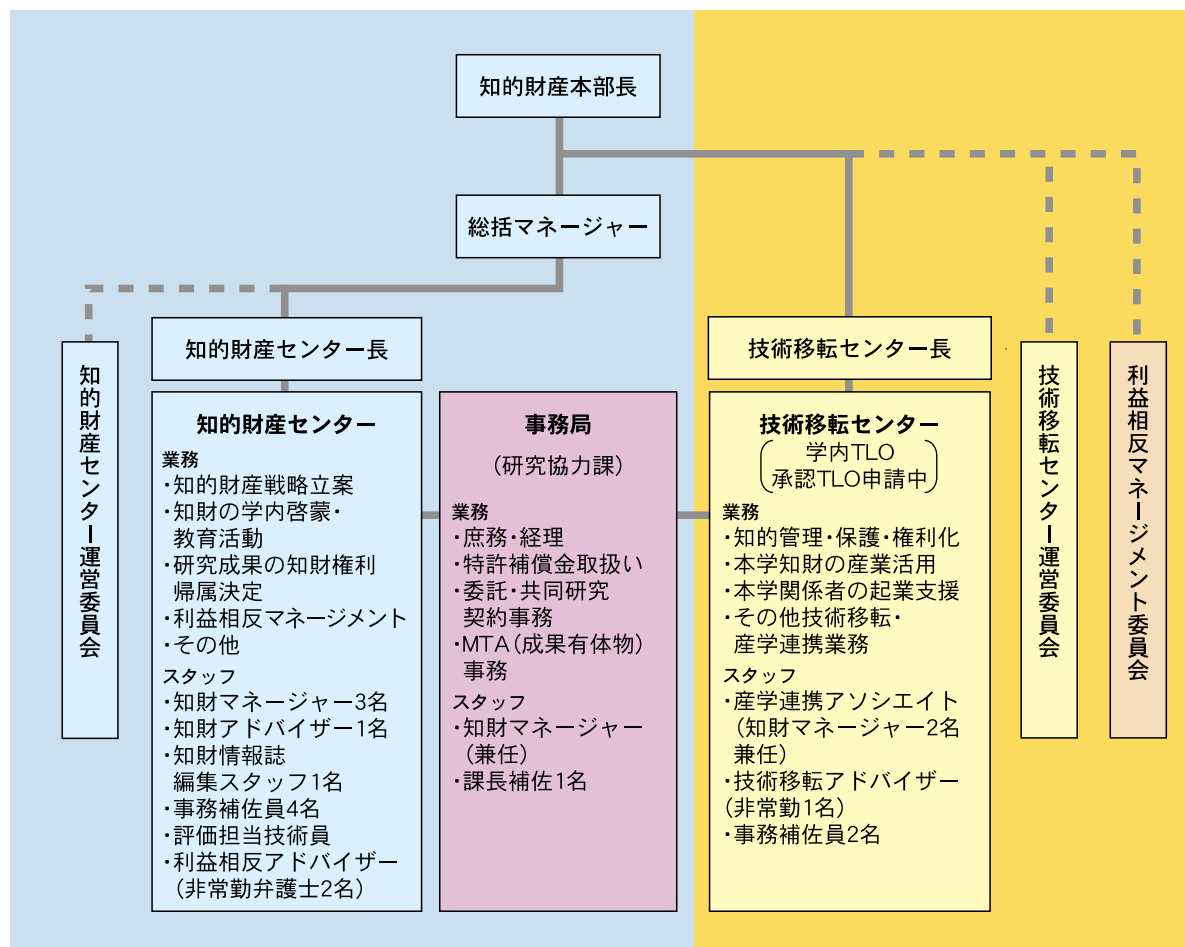 知的財産本部長
総括マネージャー
知的財産センター運営委員会
知的財産センター長
知的財産センター
業務
・知的財産戦略立案
・知財の学内啓蒙・
教育活動
・研究成果の知財権利
帰属決定
・利益相反マネージメント
・その他
スタッフ
・知財マネージャー3名
・知財アドバイザー1名
・知財情報誌
編集スタッフ1名
・事務補佐員4名
・評価担当技術員
・利益相反アドバイザー
（非常勤弁護士2名）
事務局
（研究協力課）
業務
・庶務・経理
・特許補償金取扱い
・委託・共同研究
契約事務
・MTA（成果有体物）
事務
スタッフ
・知財マネージャー
（兼任）
・課長補佐1名
技術移転センター長
技術移転センター
（学内TLO
承認TLO申請中）
業務
・知的管理・保護・権利化
・本学知財の産業活用
・本学関係者の起業支援
・その他技術移転・
産学連携業務
スタッフ
・産学連携アソシエイト
（知財マネージャー2名
兼任）
・技術移転アドバイザー
（非常勤1名）
・事務補佐員2名
技術移転センター運営委員会
利益相反マネージメント委員会